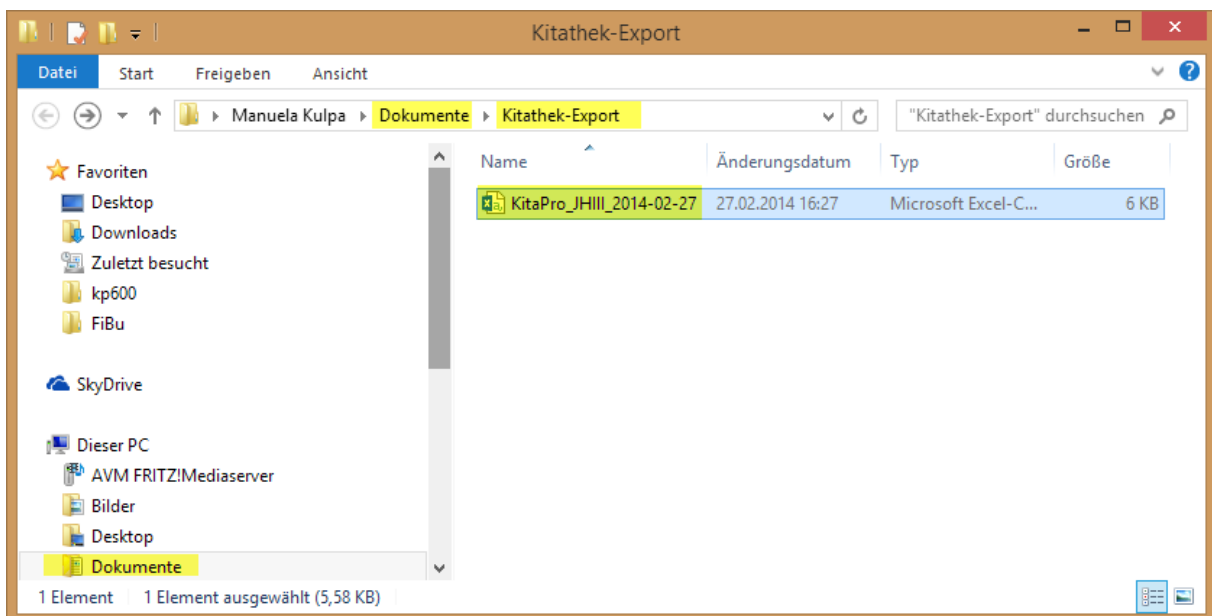 Kitathek-Export
Datei Start Freigeben Ansicht
Manuela Kulpa Dokumente Kitathek-Export "Kitathek-Export" durchsuchen
Favoriten
Desktop
Downloads
Zuletzt besucht
kp600
FiBu
SkyDrive
Dieser PC
AVM FRITZ!Mediaserver
Bilder
Desktop
Dokumente
Name Änderungsdatum Typ Größe
KitaPro_JHIII_2014-02-27 27.02.2014 16:27 Microsoft Excel-C... 6 KB
1 Element 1 Element ausgewählt (5,58 KB)